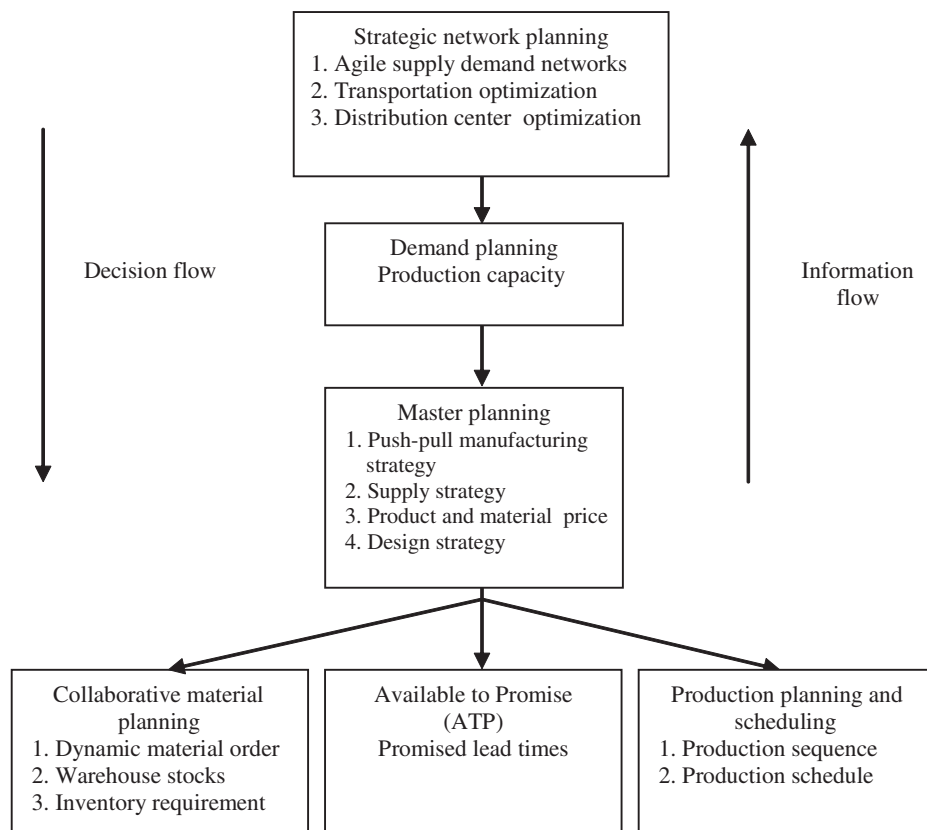 Strategic network planning
1. Agile supply demand networks
2. Transportation optimization
3. Distribution center optimization
Decision flow
Demand planning
Production capacity
Information
flow
Master planning
1. Push-pull manufacturing
strategy
2. Supply strategy
3. Product and material price
4. Design strategy
Collaborative material
planning
1. Dynamic material order
2. Warehouse stocks
3. Inventory requirement
Available to Promise
(ATP)
Promised lead times
Production planning and
scheduling
1. Production sequence
2. Production schedule